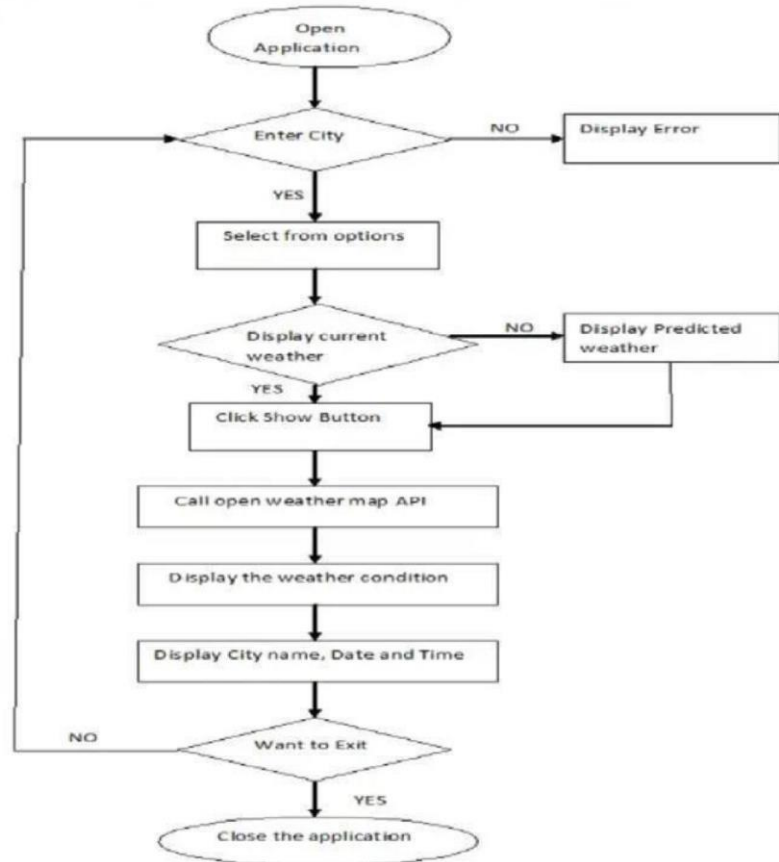 Open
Application
Enter City
NO
Display Error
YES
Select from options
Display current
weather
NO
Display Predicted
weather
YES
Click Show Button
Call open weather map API
Display the weather condition
Display City name, Date and Time
NO
Want to Exit
YES
Close the application